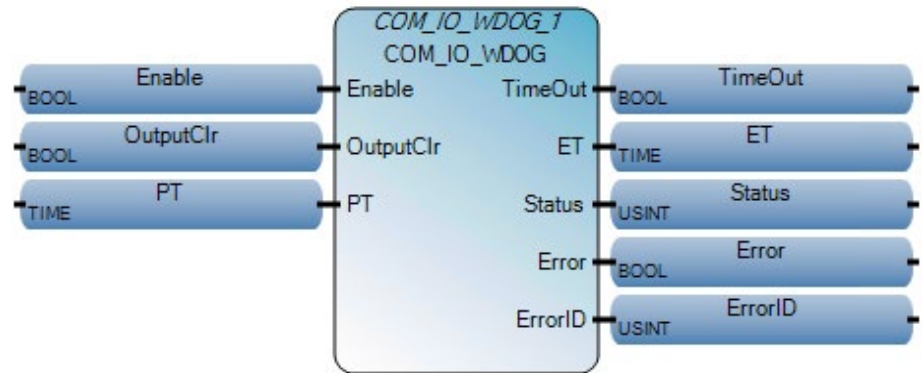 COM_IO_WDOG_1
COM_IO_WDOG
Enable
BOOL
Enable
TimeOut
TimeOut
BOOL
OutputClr
BOOL
OutputClr
ET
ET
TIME
PT
TIME
PT
Status
Status
USINT
Error
Error
BOOL
ErrorID
ErrorID
USINT